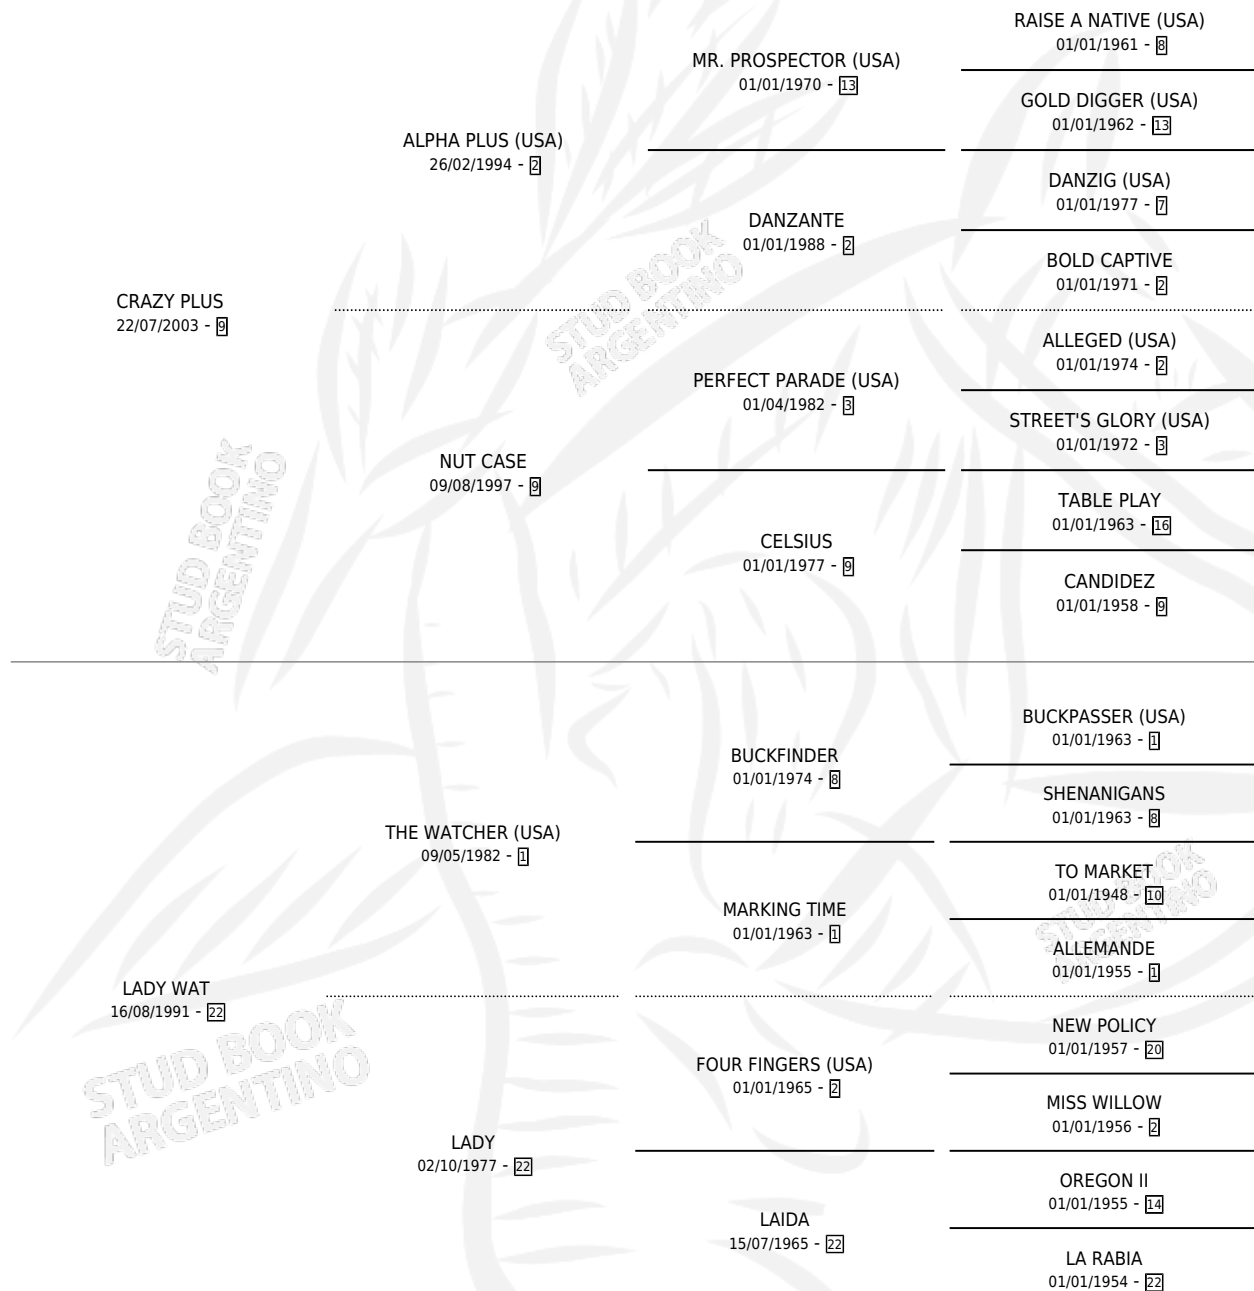 RAISE A NATIVE (USA)
01/01/1961 - 8
MR. PROSPECTOR (USA)
01/01/1970 - 13
GOLD DIGGER (USA)
01/01/1962 - 13
ALPHA PLUS (USA)
26/02/1994 - 2
DANZIG (USA)
01/01/1977 - 7
DANZANTE
01/01/1988 - 2
BOLD CAPTIVE
01/01/1971 - 2
CRAZY PLUS
22/07/2003 - 9
STUD BOOK
ARGENTINO
ALLEGED (USA)
01/01/1974 - 2
PERFECT PARADE (USA)
01/04/1982 - 3
STREET'S GLORY (USA)
01/01/1972 - 3
NUT CASE
09/08/1997 - 9
TABLE PLAY
01/01/1963 - 16
CELSIUS
01/01/1977 - 9
CANDIDEZ
01/01/1958 - 9
STUD BOOK
ARGENTINO
BUCKPASSER (USA)
01/01/1963 - 1
BUCKFINDER
01/01/1974 - 8
SHENANIGANS
01/01/1963 - 8
THE WATCHER (USA)
09/05/1982 - 1
TO MARKET
01/01/1948 - 10
MARKING TIME
01/01/1963 - 1
STUD BOOK
ARGENTINO
ALLEMANDE
01/01/1955 - 1
LADY WAT
16/08/1991 - 22
NEW POLICY
01/01/1957 - 20
FOUR FINGERS (USA)
01/01/1965 - 2
STUD BOOK
ARGENTINO
MISS WILLOW
01/01/1956 - 2
LADY
02/10/1977 - 22
OREGON II
01/01/1955 - 14
LAIDA
15/07/1965 - 22
LA RABIA
01/01/1954 - 22